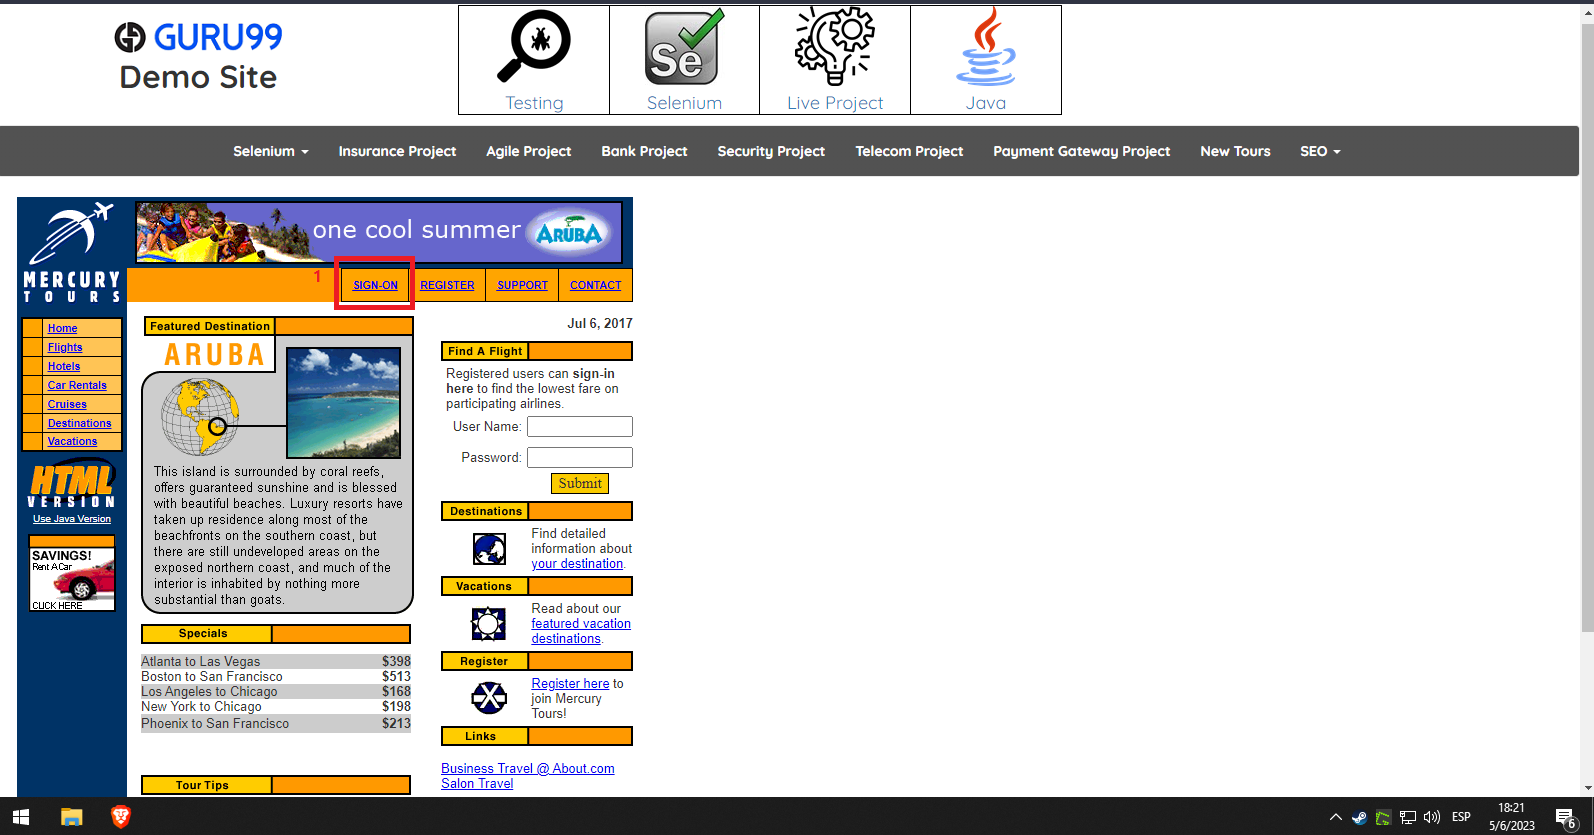 GURU99
Demo Site
Testing
Se
Selenium
Live Project
Java
Selenium
Insurance Project
Agile Project
Bank Project
Security Project
Telecom Project
Payment Gateway Project
New Tours
SEO
MERCURY
TOURS
one cool summer
ARUBA
1
SIGN-ON
REGISTER
SUPPORT
CONTACT
Home
Flights
Hotels
Car Rentals
Cruises
Destinations
Vacations
HTML
VERSION
Use Java Version
SAVINGS!
Rent A Car
CLICK HERE
Featured Destination
ARUBA
This island is surrounded by coral reefs,
offers guaranteed sunshine and is blessed
with beautiful beaches. Luxury resorts have
taken up residence along most of the
beachfronts on the southern coast, but
there are still undeveloped areas on the
exposed northern coast, and much of the
interior is inhabited by nothing more
substantial than goats.
Specials
Atlanta to Las Vegas $398
Boston to San Francisco $513
Los Angeles to Chicago $168
New York to Chicago $198
Phoenix to San Francisco $213
Tour Tips
Jul 6, 2017
Find A Flight
Registered users can sign-in
here to find the lowest fare on
participating airlines.
User Name:
Password:
Submit
Destinations
Find detailed
information about
your destination.
Vacations
Read about our
featured vacation
destinations.
Register
Register here to
join Mercury
Tours!
Links
Business Travel @ About.com
Salon Travel
ESP
18:21
5/6/2023
6